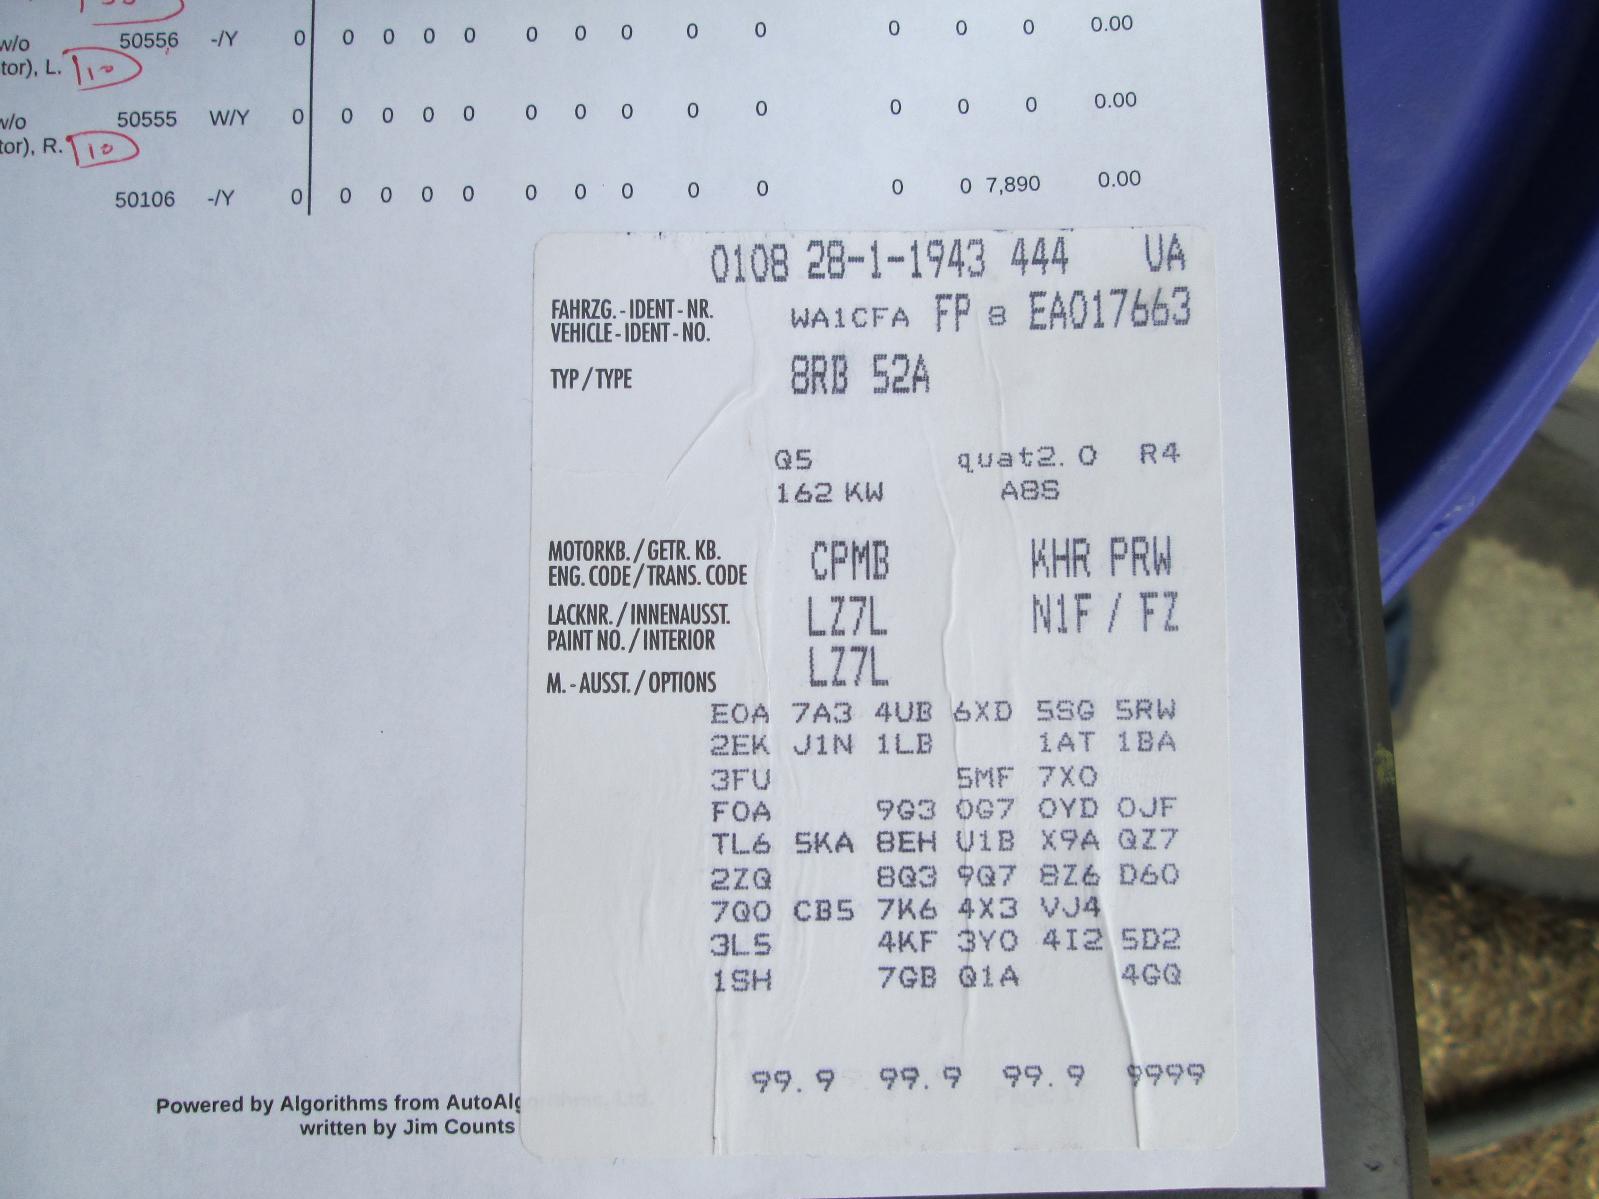 w/o 50556 -/Y 0 0 0 0 0 0 0 0 0 0 0 0 0 0.00
tor), L. 10
w/o 50555 W/Y 0 0 0 0 0 0 0 0 0 0 0 0 0 0.00
tor), R. 10
50106 -/Y 0 0 0 0 0 0 0 0 0 0 0 0 7,890 0.00
0108 28-1-1943 444 UA
FAHRZG.-IDENT-NR.
VEHICLE-IDENT-NO. WA1CFA FP 8 EA017663
TYP/TYPE 8RB 52A
Q5 quat2.0 R4
162 KW A8S
MOTORKB./GETR. KB.
ENG. CODE/TRANS. CODE CPMB KHR PRW
LACKNR./INNENAUSST. LZ7L N1F / FZ
PAINT NO./INTERIOR
M.-AUSST./OPTIONS LZ7L
E0A 7A3 4UB 6XD 5SG 5RW
2EK J1N 1LB 1AT 1BA
3FU 5MF 7X0
F0A 9G3 0G7 0YD 0JF
TL6 5KA 8EH U1B X9A QZ7
2ZQ 8Q3 9Q7 8Z6 D60
7Q0 CB5 7K6 4X3 VJ4
3L5 4KF 3Y0 4I2 5D2
1SH 7GB Q1A 4GQ
99.9 99.9 99.9 9999
Powered by Algorithms from AutoAlg
written by Jim Counts